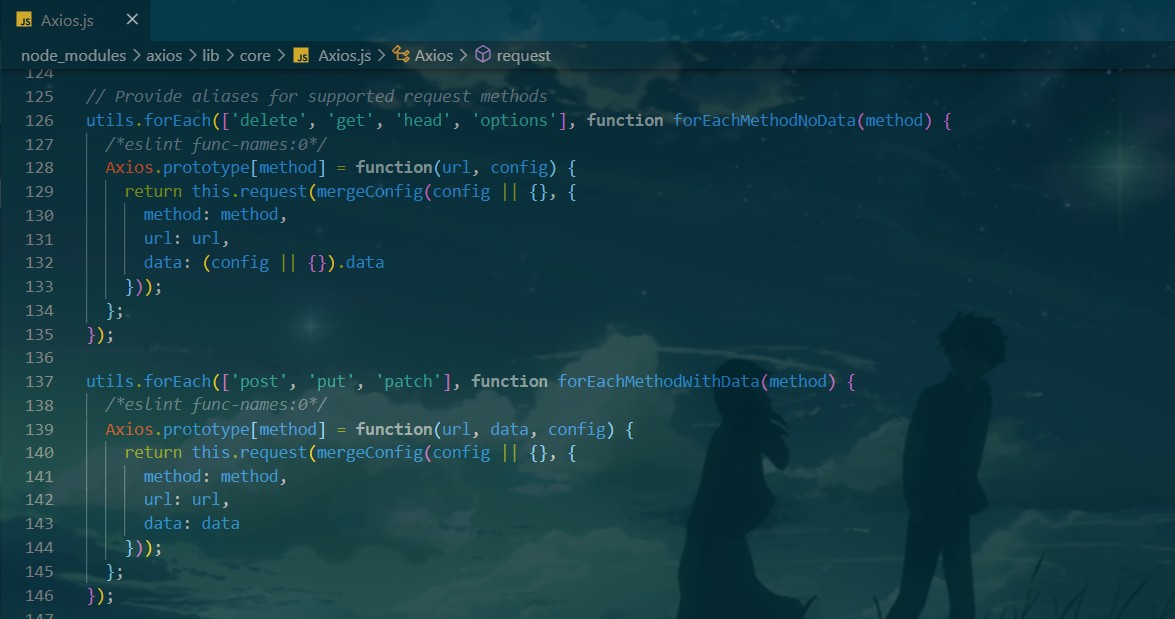 JS Axios.js ×
node_modules > axios > lib > core > JS Axios.js > Axios > request
124
125 // Provide aliases for supported request methods
126 utils.forEach(['delete', 'get', 'head', 'options'], function forEachMethodNoData(method) {
127   /*eslint func-names:0*/
128   Axios.prototype[method] = function(url, config) {
129     return this.request(mergeConfig(config || {}, {
130       method: method,
131       url: url,
132       data: (config || {}).data
133     }));
134   };
135 });
136
137 utils.forEach(['post', 'put', 'patch'], function forEachMethodWithData(method) {
138   /*eslint func-names:0*/
139   Axios.prototype[method] = function(url, data, config) {
140     return this.request(mergeConfig(config || {}, {
141       method: method,
142       url: url,
143       data: data
144     }));
145   };
146 });
147